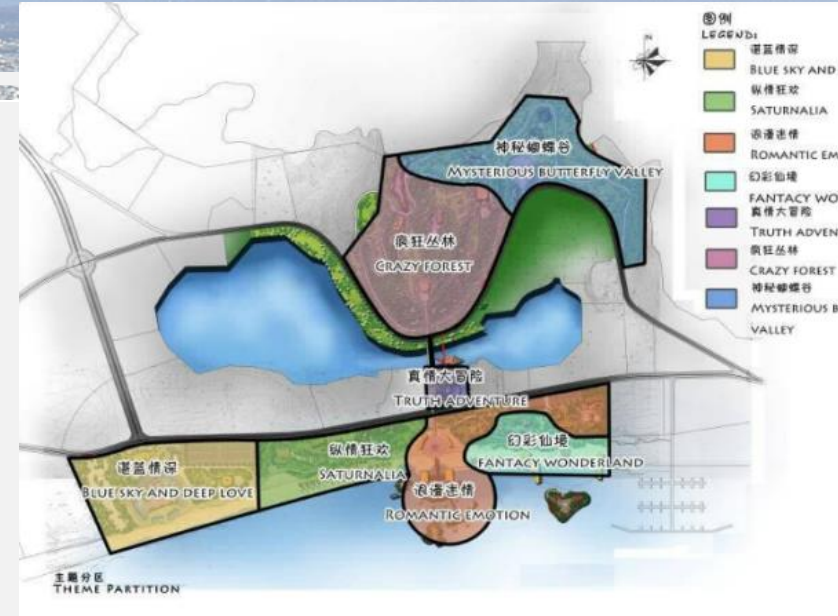 图例
LEGEND:
湛蓝情深
BLUE SKY AND
纵情狂欢
SATURNALIA
浪漫迷情
ROMANTIC EM
幻彩仙境
FANTACY WO
真情大冒险
TRUTH ADVEN
疯狂丛林
CRAZY FOREST
神秘蝴蝶谷
MYSTERIOUS B
VALLEY
N
神秘蝴蝶谷
MYSTERIOUS BUTTERFLY VALLEY
疯狂丛林
CRAZY FOREST
真情大冒险
TRUTH ADVENTURE
幻彩仙境
FANTACY WONDERLAND
纵情狂欢
SATURNALIA
湛蓝情深
BLUE SKY AND DEEP LOVE
浪漫迷情
ROMANTIC EMOTION
主题分区
THEME PARTITION